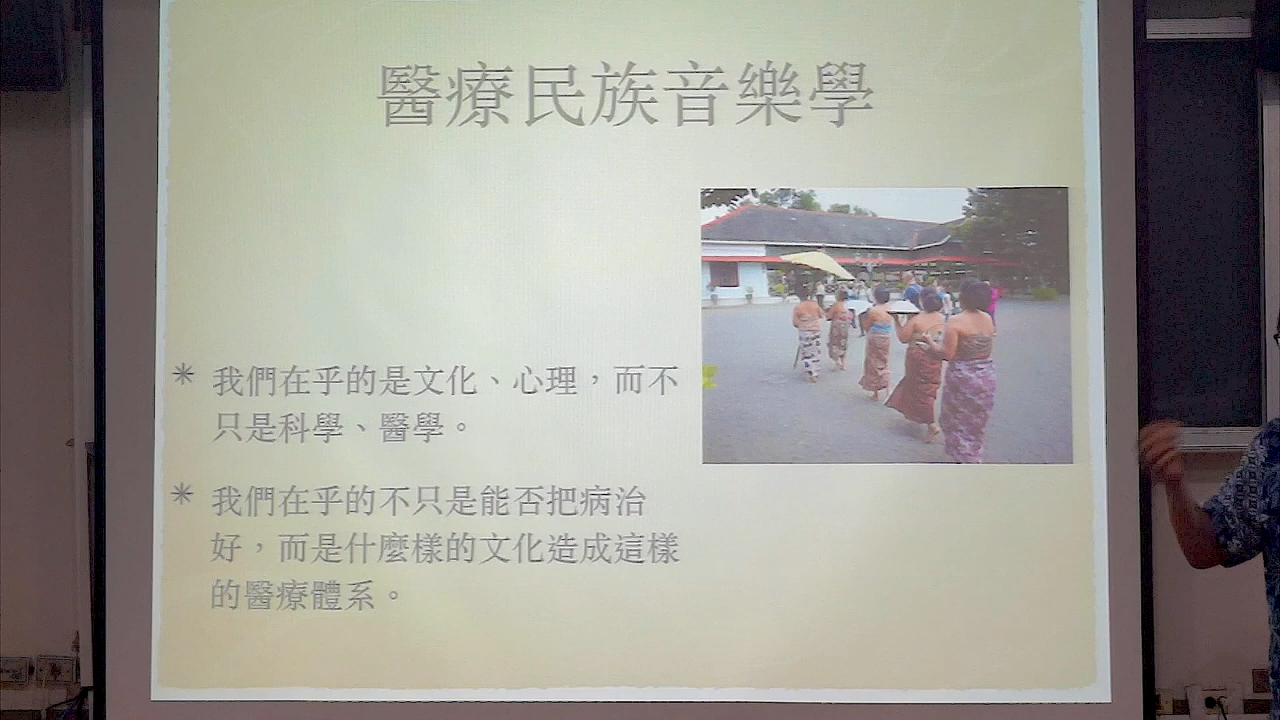 醫療民族音樂學
* 我們在乎的是文化、心理，而不
只是科學、醫學。
* 我們在乎的不只是能否把病治
好，而是什麼樣的文化造成這樣
的醫療體系。